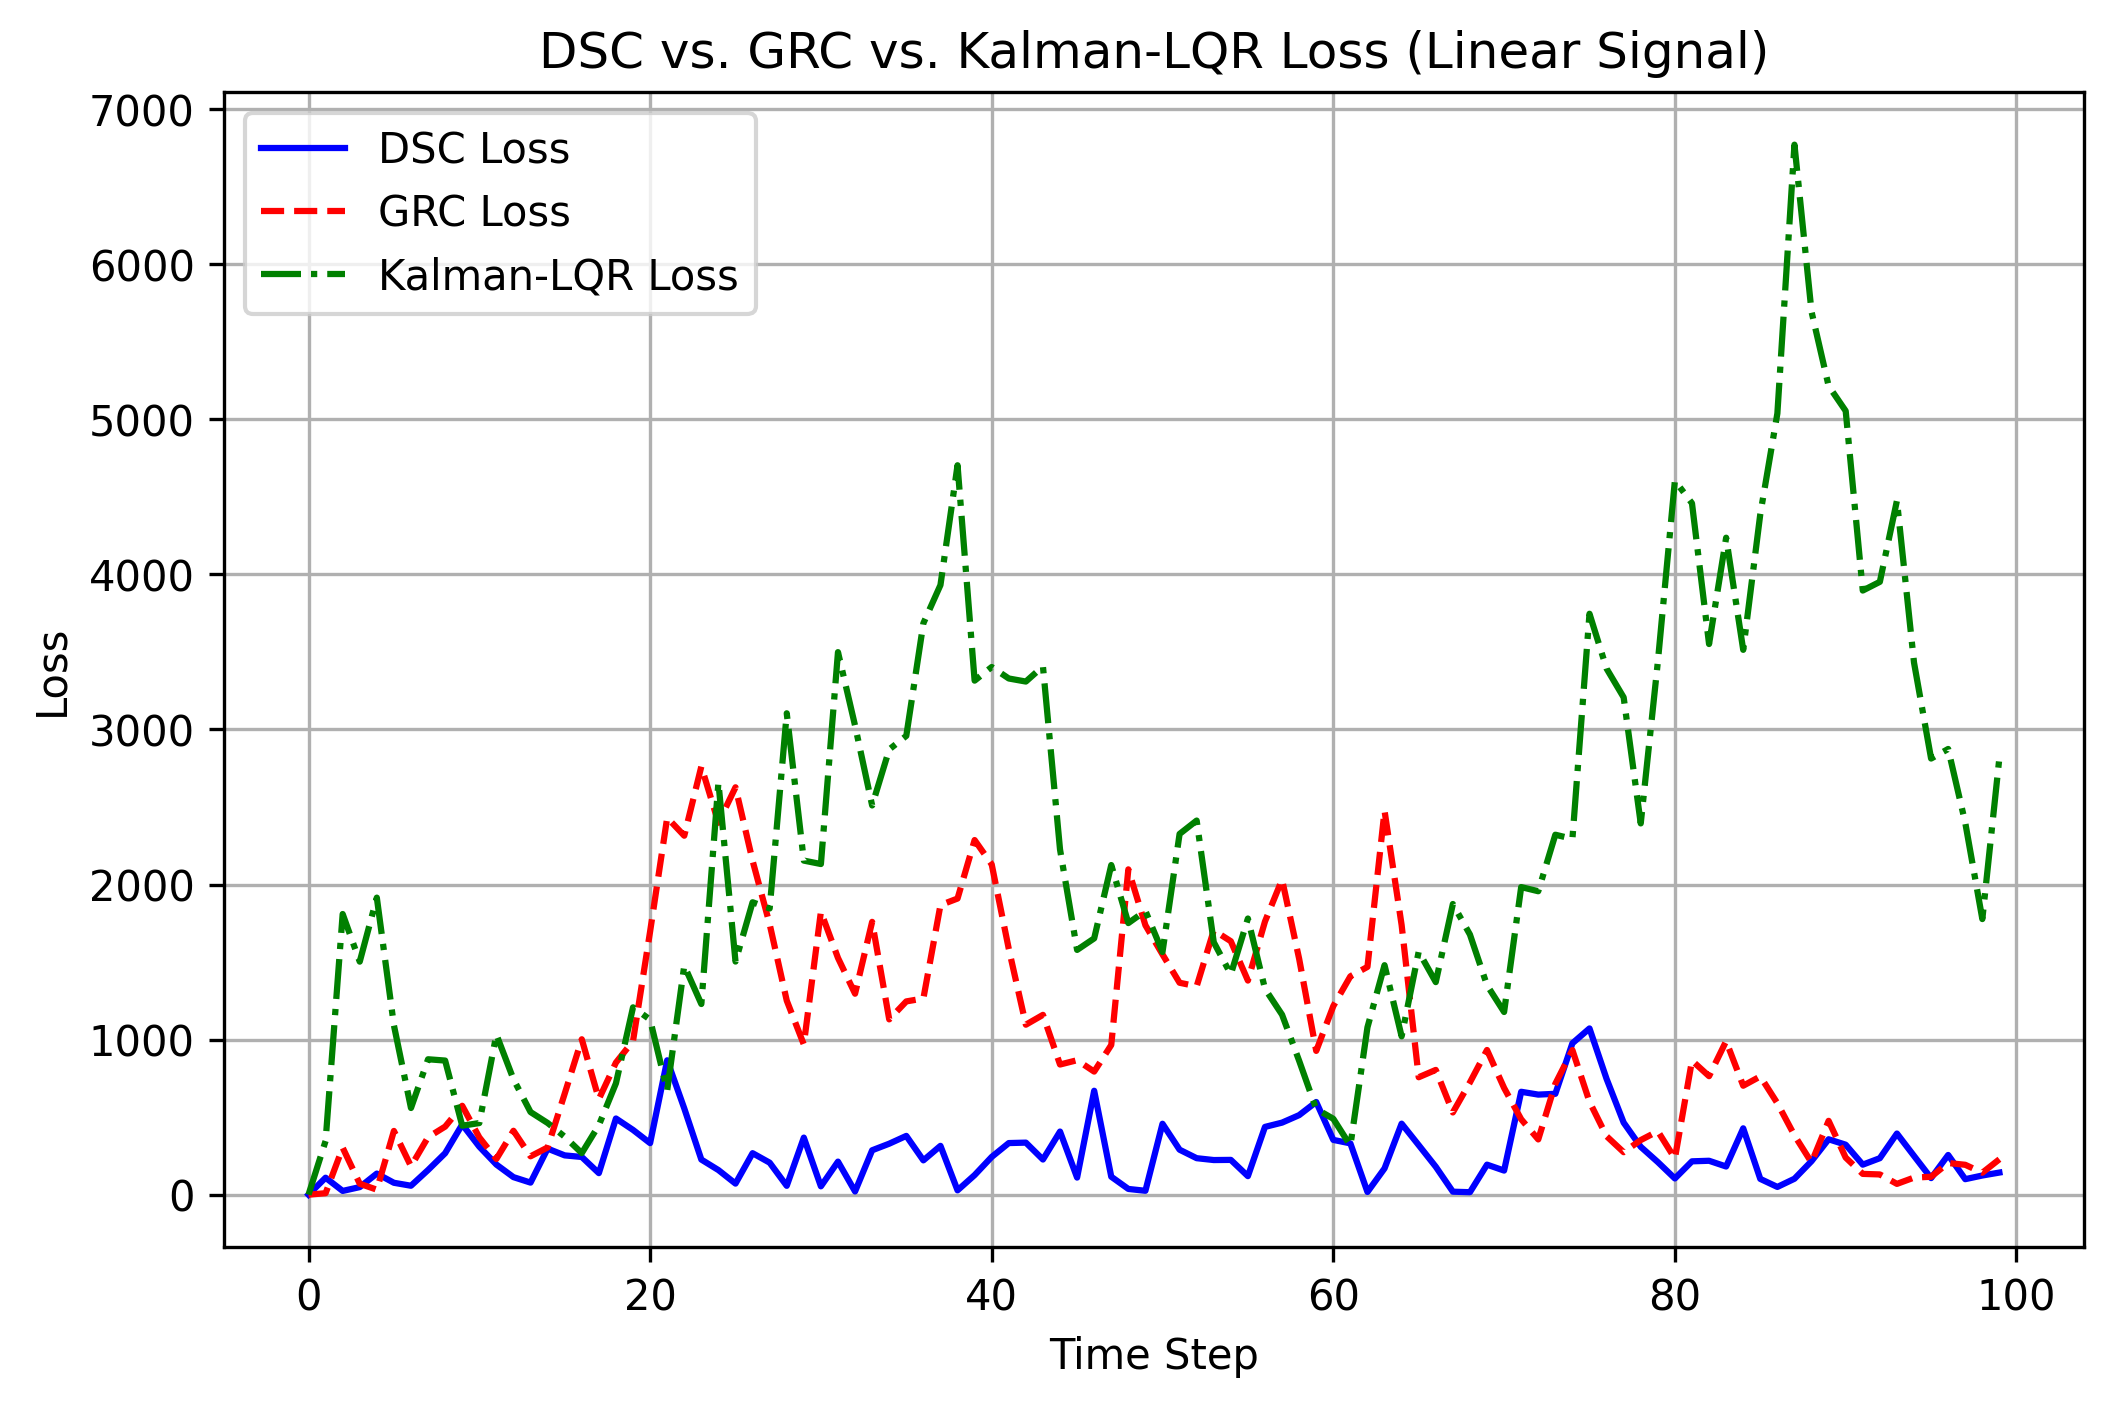 DSC vs. GRC vs. Kalman-LQR Loss (Linear Signal)
7000
6000
5000
4000
3000
2000
1000
0
Loss
DSC Loss
GRC Loss
Kalman-LQR Loss
0 20 40 60 80 100
Time Step